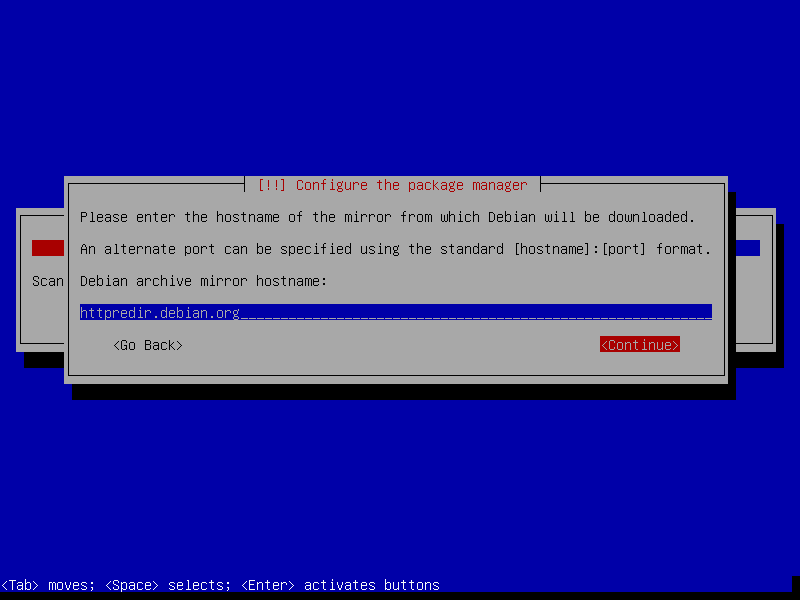 [!!] Configure the package manager
Please enter the hostname of the mirror from which Debian will be downloaded.
An alternate port can be specified using the standard [hostname]:[port] format.
Scan
Debian archive mirror hostname:
httpredir.debian.org
<Go Back> <Continue>
<Tab> moves; <Space> selects; <Enter> activates buttons